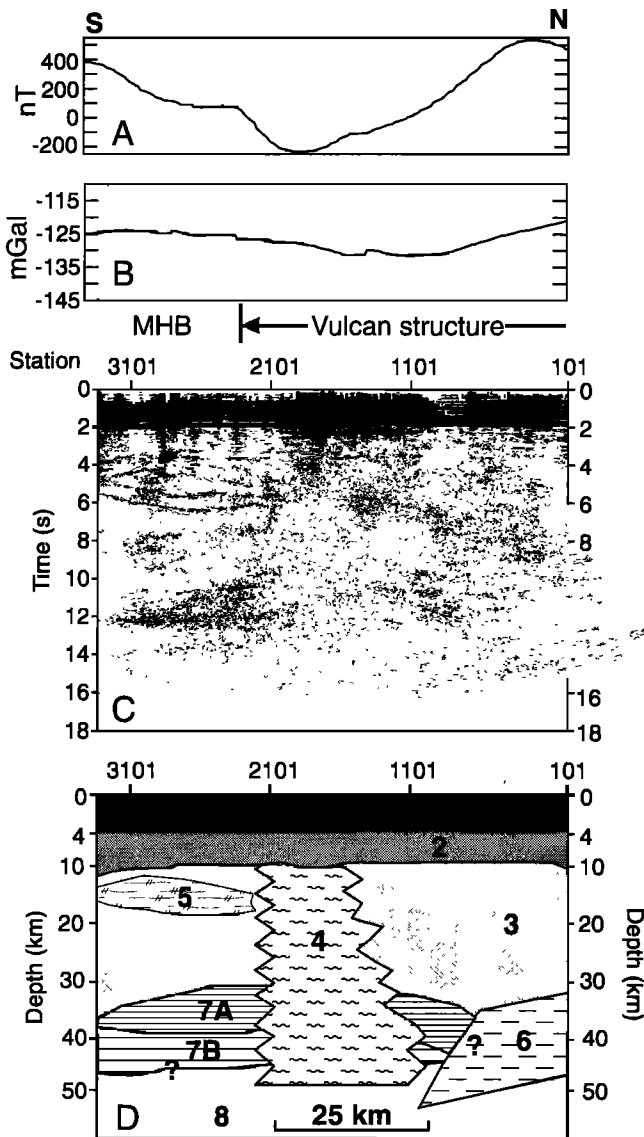 S N
400
200
0
-200
nT
A
-115
-125
-135
-145
mGal
B
MHB Vulcan structure
Station 3101 2101 1101 101
0 0
2 2
4 4
6 6
8 8
10 10
12 12
14 14
16 16
18 18
Time (s)
C
3101 2101 1101 101
0 0
4 4
10 10
20 20
30 30
40 40
50 50
Depth (km) Depth (km)
2
5
3
4
7A
7B
?
?
6
D 8 25 km